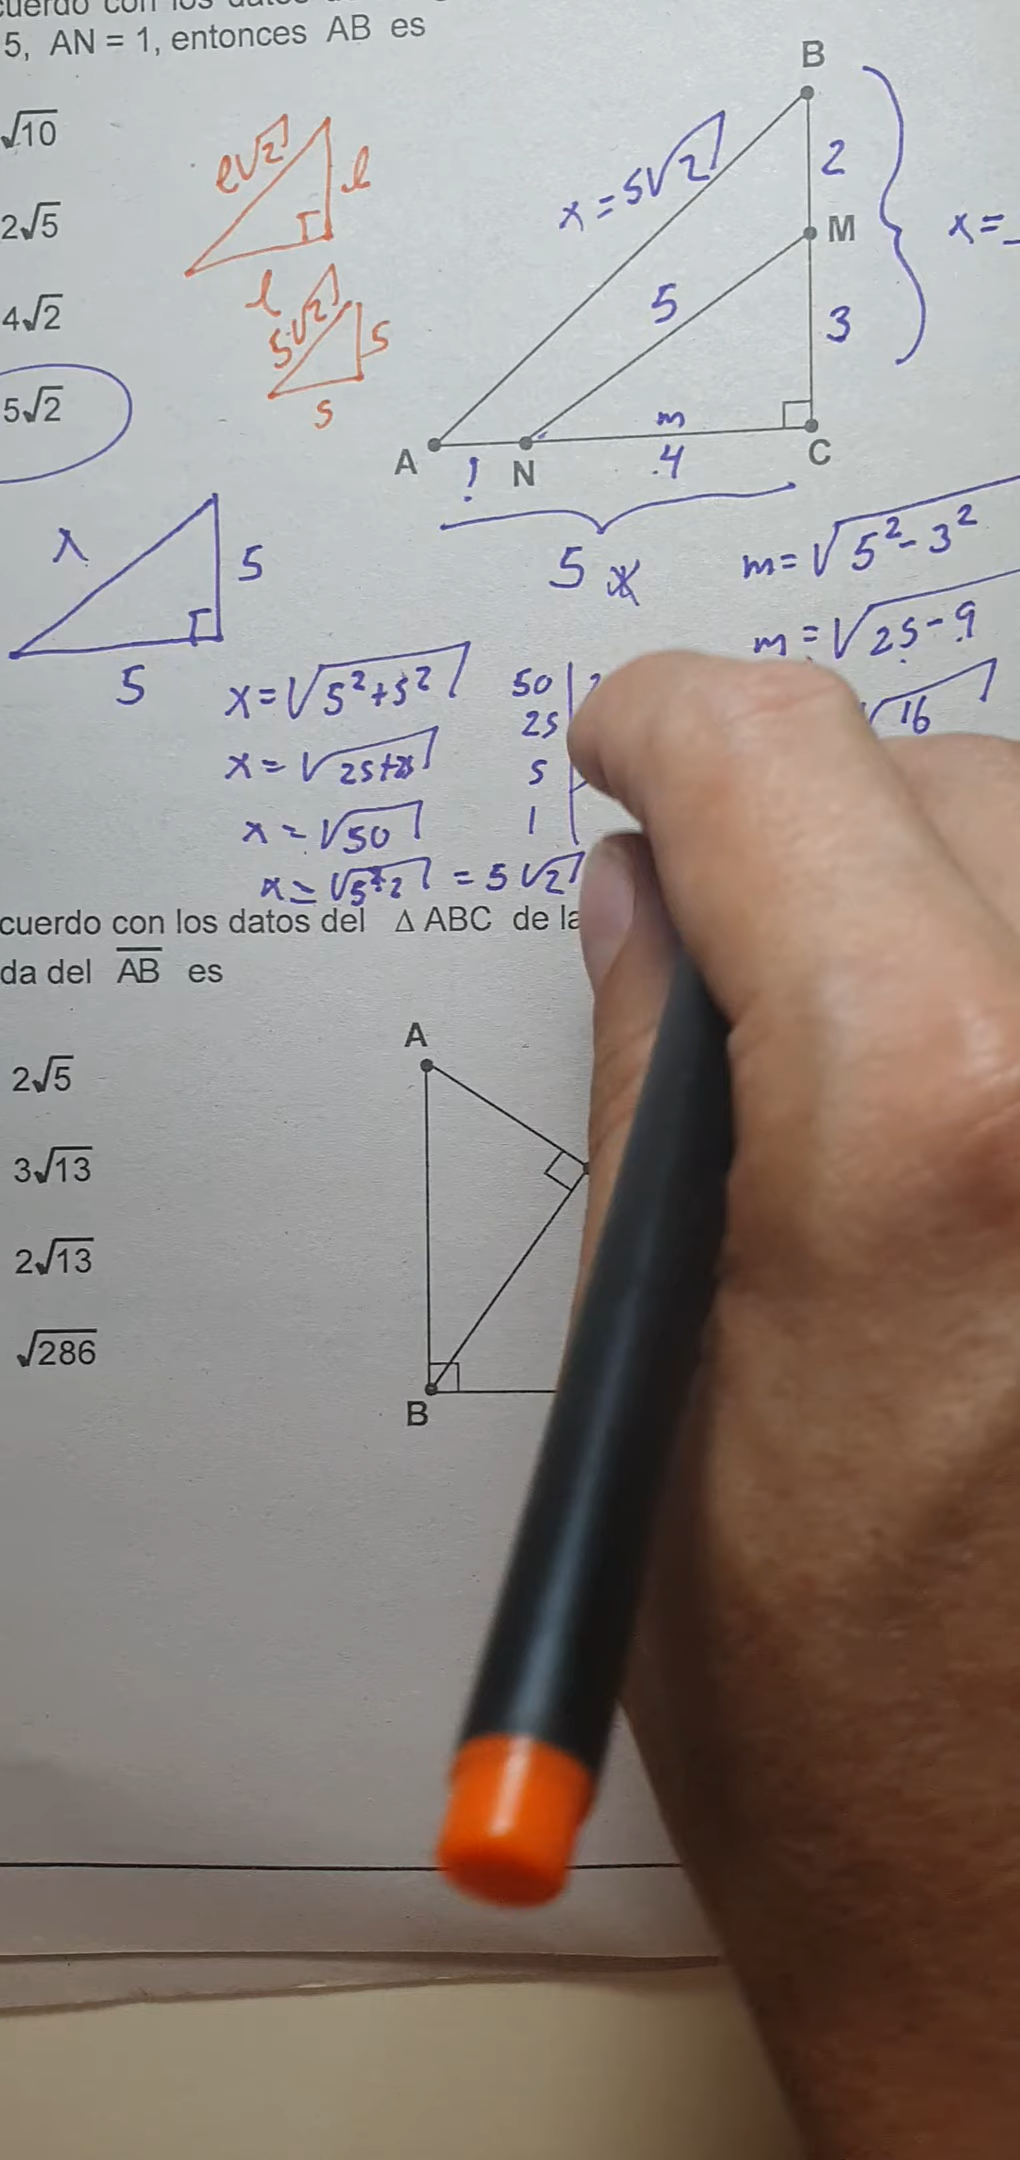 5, AN = 1, entonces AB es
√10
2√5
4√2
5√2
l√2
l
l
5√2
5
5
B
x = 5√2
2
M
x=
5
3
m
A
N
C
1
4
5 x
m= √5²-3²
m = √25-9
√16
x
5
5
x=√5²+5²
x= √25+25
x = √50
x = √5²·2 = 5√2
50
25
5
1
cuerdo con los datos del △ ABC de la
da del AB es
2√5
3√13
2√13
√286
A
B